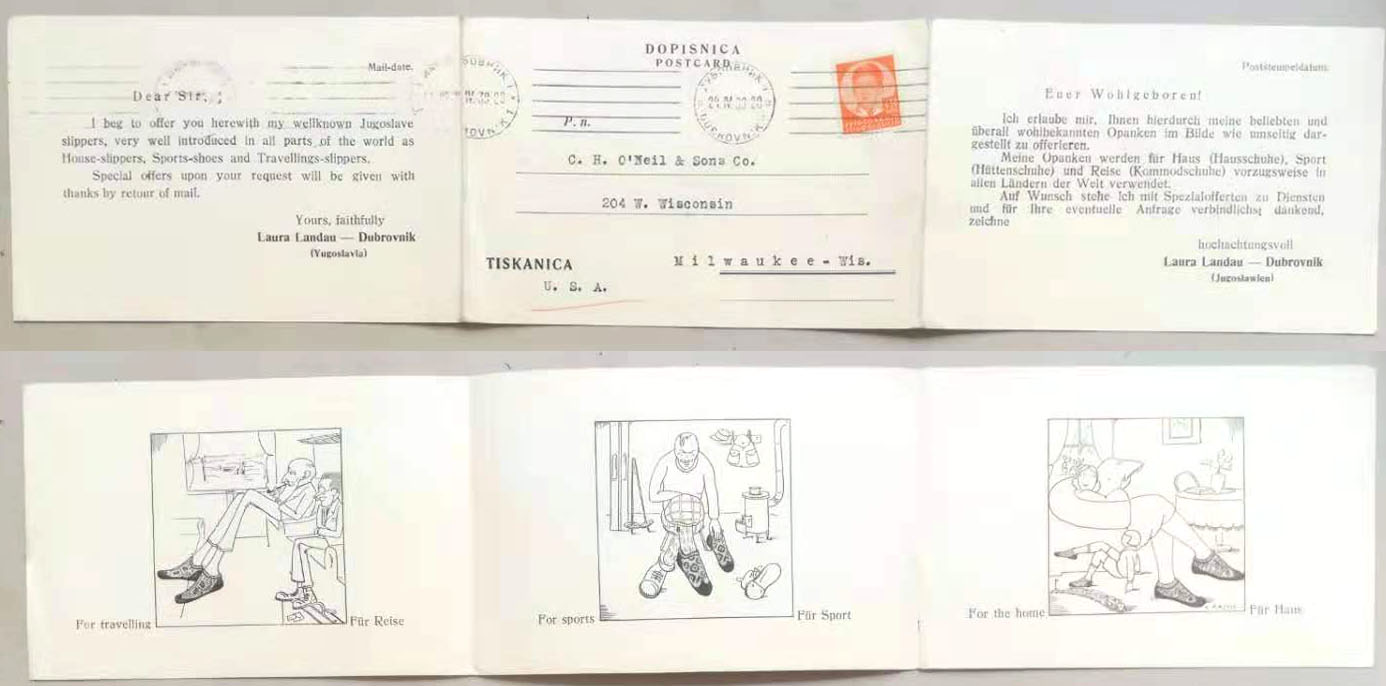 Mail-date.
Dear Sir, ;
I beg to offer you herewith my wellknown Jugoslave
slippers, very well introduced in all parts of the world as
House-slippers, Sports-shoes and Travellings-slippers.
Special offers upon your request will be given with
thanks by retour of mail.
Yours, faithfully
Laura Landau — Dubrovnik
(Yugoslavia)
DOPISNICA
POSTCARD
P. n.
C. H. O'Neil & Sons Co.
204 W. Wisconsin
Milwaukee - Wis.
TISKANICA
U. S. A.
Poststempeldatum.
Euer Wohlgeboren!
Ich erlaube mir, Ihnen hierdurch meine beliebten und
überall wohlbekannten Opanken im Bilde wie umseitig dar-
gestellt zu offerieren.
Meine Opanken werden für Haus (Hausschuhe), Sport
(Hüttenschuhe) und Reise (Kommodschuhe) vorzugsweise in
allen Ländern der Welt verwendet.
Auf Wunsch stehe Ich mit Spezialofferten zu Diensten
und für Ihre eventuelle Anfrage verbindlichst dankend,
zeichne
hochachtungsvoll
Laura Landau — Dubrovnik
(Jugoslawien)
For travelling
Für Reise
For sports
Für Sport
For the home
Für Haus